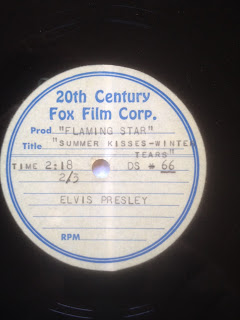 20th Century
Fox Film Corp.
Prod. "FLAMING STAR"
Title "SUMMER KISSES-WINTER
TEARS"
TIME 2:18 DS # 66
2/3
ELVIS PRESLEY
RPM